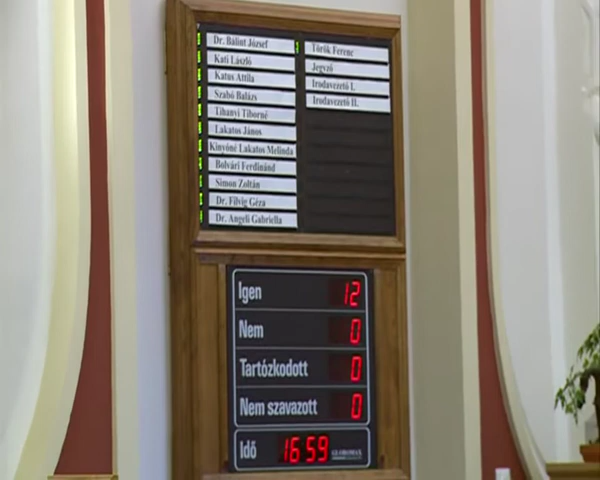 Dr. Bálint József
Kati László
Katus Attila
Szabó Balázs
Tihanyi Tiborné
Lakatos János
Kinyóné Lakatos Melinda
Bolvári Ferdinánd
Simon Zoltán
Dr. Filvig Géza
Dr. Angeli Gabriella
Török Ferenc
Jegyző
Irodavezető I.
Irodavezető II.
Igen 12
Nem 0
Tartózkodott 0
Nem szavazott 0
Idő 16 59 GLOBOMAX